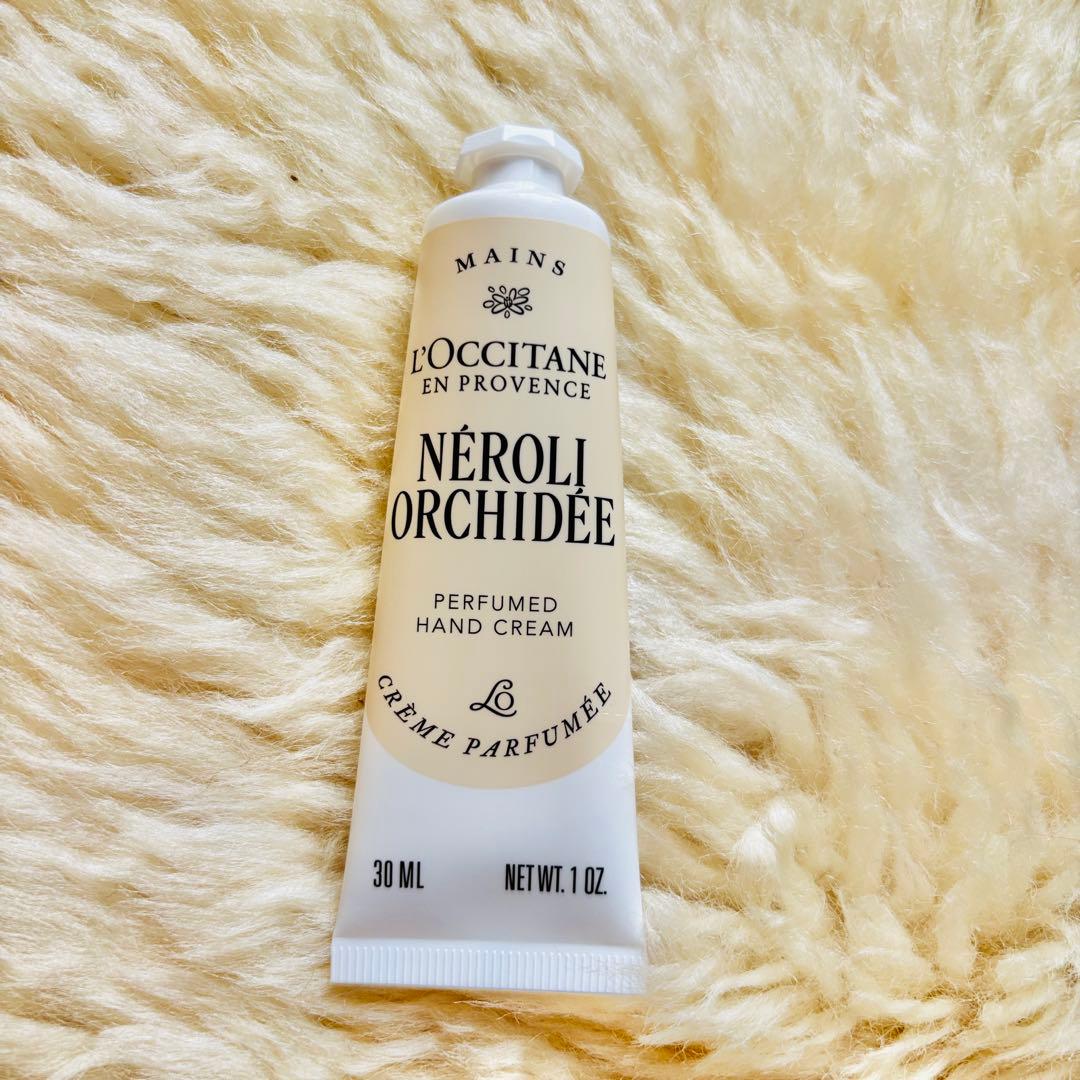 MAINS
L'OCCITANE
EN PROVENCE
NÉROLI
ORCHIDÉE
PERFUMED
HAND CREAM
LO
CRÈME PARFUMÉE
30 ML
NET WT. 1 OZ.